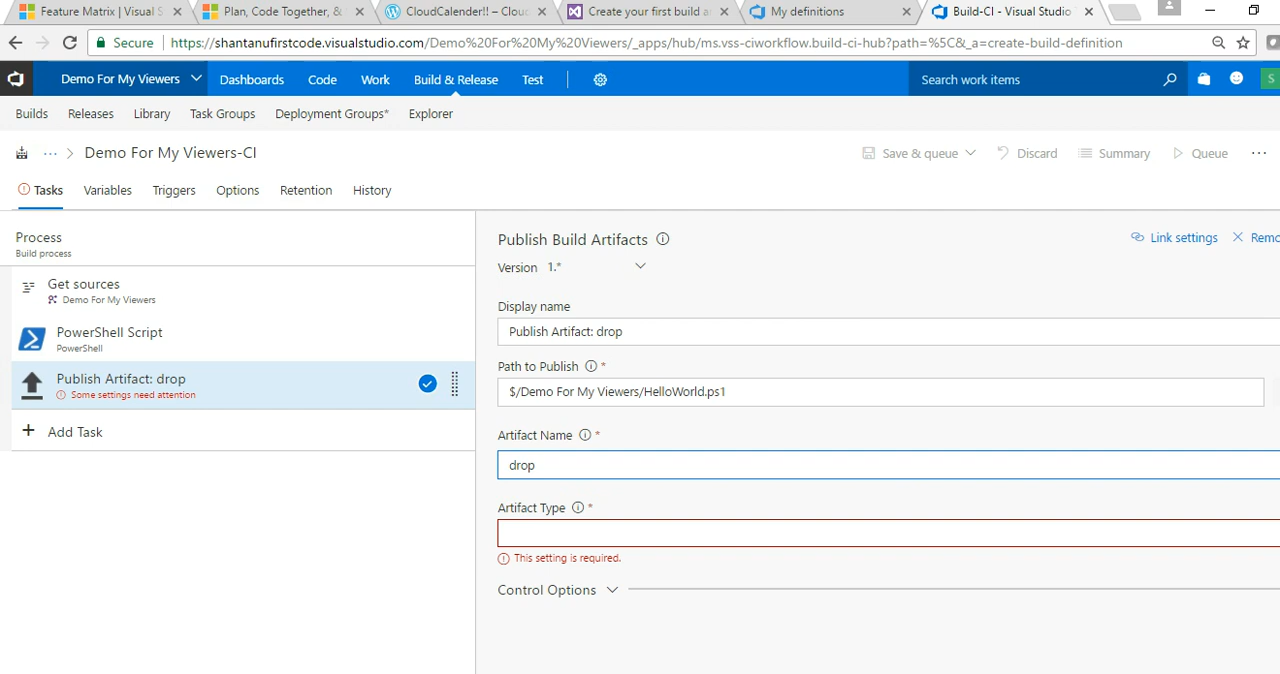 Feature Matrix | Visual S
Plan, Code Together, &
CloudCalender!! – Clou
Create your first build a
My definitions
Build-CI - Visual Studio
Secure
https://shantanufirstcode.visualstudio.com/Demo%20For%20My%20Viewers/_apps/hub/ms.vss-ciworkflow.build-ci-hub?path=%5C&_a=create-build-definition
Demo For My Viewers
Dashboards
Code
Work
Build & Release
Test
Search work items
S
Builds
Releases
Library
Task Groups
Deployment Groups*
Explorer
... > Demo For My Viewers-CI
Save & queue
Discard
Summary
Queue
...
Tasks
Variables
Triggers
Options
Retention
History
Process
Build process
Get sources
Demo For My Viewers
PowerShell Script
PowerShell
Publish Artifact: drop
Some settings need attention
+ Add Task
Publish Build Artifacts
Link settings
Remo
Version 1.*
Display name
Publish Artifact: drop
Path to Publish *
$/Demo For My Viewers/HelloWorld.ps1
Artifact Name *
drop
Artifact Type *
This setting is required.
Control Options